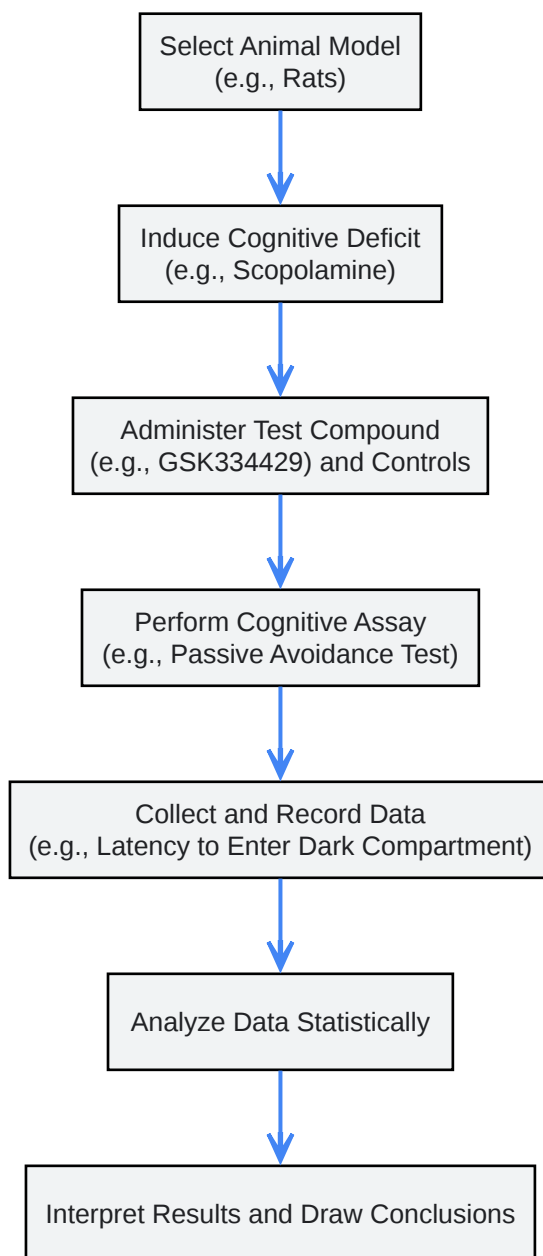 Select Animal Model
(e.g., Rats)
Induce Cognitive Deficit
(e.g., Scopolamine)
Administer Test Compound
(e.g., GSK334429) and Controls
Perform Cognitive Assay
(e.g., Passive Avoidance Test)
Collect and Record Data
(e.g., Latency to Enter Dark Compartment)
Analyze Data Statistically
Interpret Results and Draw Conclusions